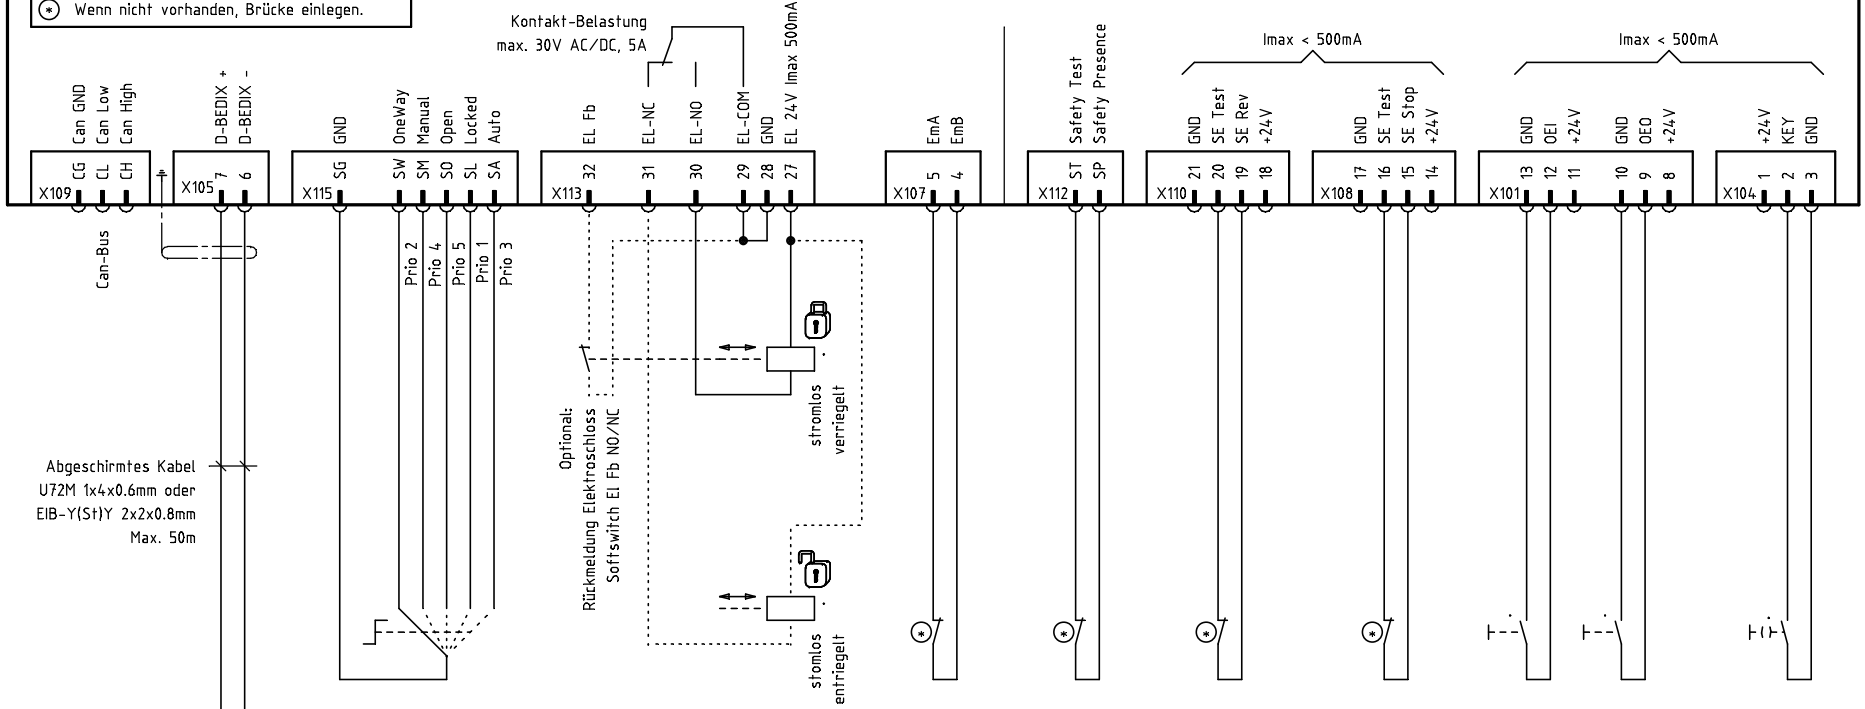 * Wenn nicht vorhanden, Brücke einlegen.
Kontakt-Belastung
max. 30V AC/DC, 5A
Imax < 500mA
Imax < 500mA
Can GND
Can Low
Can High
D-BEDIX +
D-BEDIX -
GND
OneWay
Manual
Open
Locked
Auto
EL Fb
EL-NC
EL-NO
EL-COM
GND
EL 24V Imax 500mA
EmA
EmB
Safety Test
Safety Presence
GND
SE Test
SE Rev
+24V
GND
SE Test
SE Stop
+24V
GND
OEI
+24V
GND
OEO
+24V
+24V
KEY
GND
X109 CG CL CH
X105 7 6
X115 SG SW SM SO SL SA
X113 32 31 30 29 28 27
X107 5 4
X112 ST SP
X110 21 20 19 18
X108 17 16 15 14
X101 13 12 11 10 9 8
X104 1 2 3
Can-Bus
Prio 2
Prio 4
Prio 5
Prio 1
Prio 3
stromlos
verriegelt
Optional:
Rückmeldung Elektroschloss
Softswitch El Fb NO/NC
Abgeschirmtes Kabel
U72M 1x4x0.6mm oder
EIB-Y(St)Y 2x2x0.8mm
Max. 50m
stomlos
entriegelt
*
*
*
*